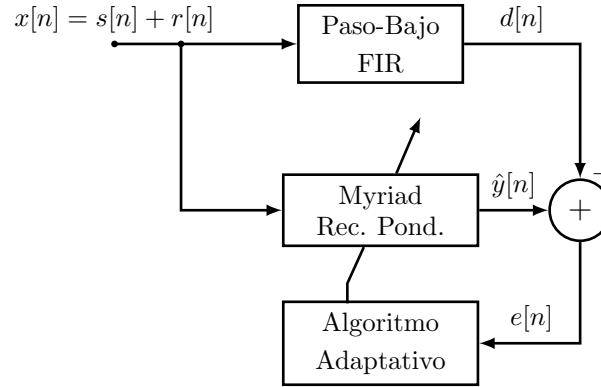 x[n] = s[n] + r[n]
Paso-Bajo
FIR
d[n]
−
Myriad
Rec. Pond.
ŷ[n]
+
Algoritmo
Adaptativo
e[n]